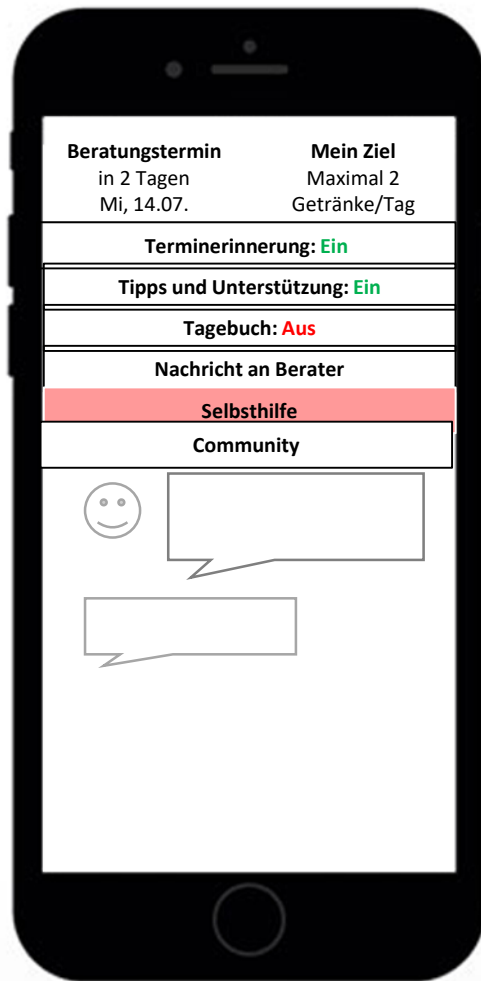 Beratungstermin
in 2 Tagen
Mi, 14.07.
Mein Ziel
Maximal 2
Getränke/Tag
Terminerinnerung: Ein
Tipps und Unterstützung: Ein
Tagebuch: Aus
Nachricht an Berater
Selbsthilfe
Community